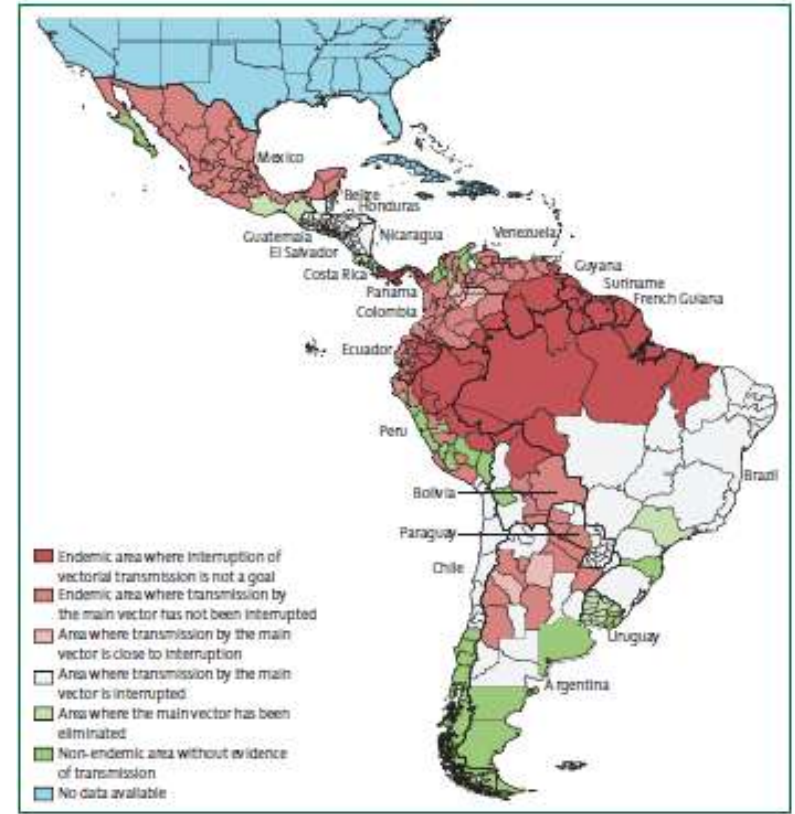 Mexico
Belize
Honduras
Guatemala
Nicaragua
El Salvador
Costa Rica
Panama
Venezuela
Guyana
Suriname
French Guiana
Colombia
Ecuador
Peru
Brazil
Bolivia
Paraguay
Chile
Uruguay
Argentina
Endemic area where interruption of
vectorial transmission is not a goal
Endemic area where transmission by
the main vector has not been interrupted
Area where transmission by the main
vector is close to interruption
Area where transmission by the main
vector is interrupted
Area where the main vector has been
eliminated
Non-endemic area without evidence
of transmission
No data available